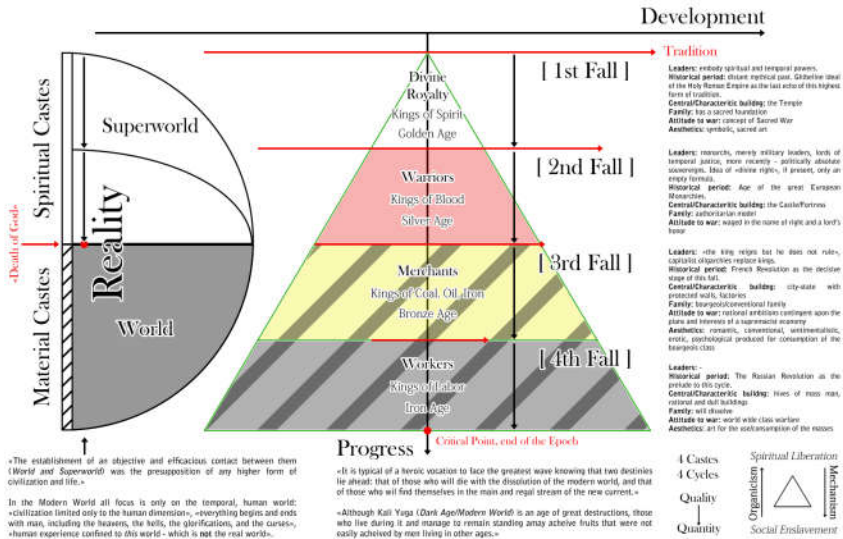 Development
Tradition
Spiritual Castes
Material Castes
«Death of God»
Superworld
Reality
World
Divine
Royalty
Kings of Spirit
Golden Age
Warriors
Kings of Blood
Silver Age
Merchants
Kings of Coal, Oil, Iron
Bronze Age
Workers
Kings of Labor
Iron Age
[ 1st Fall ]
[ 2nd Fall ]
[ 3rd Fall ]
[ 4th Fall ]
Leaders: embody spiritual and temporal powers.
Historical period: distant mythical past. Ghibeline ideal
of the Holy Roman Empire as the last echo of this highest
form of tradition.
Central/Characteritic building: the Temple
Family: has a sacred foundation
Attitude to war: concept of Sacred War
Aesthetics: symbolic, sacred art
Leaders: monarchs, merely military leaders, lords of
temporal justice, more recently - politically absolute
souvereigns. Idea of «divine right», if present, only an
empty formula.
Historical period: Age of the great European
Monarchies.
Central/Characteritic building: the Castle/Fortress
Family: authoritarian model
Attitude to war: waged in the name of right and a lord's
honor
Leaders: «the king reigns but he does not rule»,
capitalist oligarchies replace kings.
Historical period: French Revolution as the decisive
stage of this fall.
Central/Characteritic building: city-state with
protected walls, factories
Family: bourgeois/conventional family
Attitude to war: national ambitions contingent upon the
plans and interests of a supremacist economy
Aesthetics: romantic, conventional, sentimentalistic,
erotic, psychological produced for consumption of the
bourgeois class
Leaders: -
Historical period: The Russian Revolution as the
prelude to this cycle.
Central/Characteritic building: hives of mass man,
rational and dull buildings
Family: will dissolve
Attitude to war: world wide class warfare
Aesthetics: art for the use/consumption of the masses
Progress
Critical Point, end of the Epoch
«The establishment of an objective and efficacious contact between them
(World and Superworld) was the presupposition of any higher form of
civilization and life.»
In the Modern World all focus is only on the temporal, human world:
«civilization limited only to the human dimension», «everything begins and ends
with man, including the heavens, the hells, the glorifications, and the curses»,
«human experience confined to this world - which is not the real world».
«It is typical of a heroic vocation to face the greatest wave knowing that two destinies
lie ahead: that of those who will die with the dissolution of the modern world, and that
of those who wil find themselves in the main and regal stream of the new current.»
«Although Kali Yuga (Dark Age/Modern World) is an age of great destructions, those
who live during it and manage to remain standing amay acheive fruits that were not
easily acheived by men living in other ages.»
4 Castes
4 Cycles
Quality
Quantity
Spiritual Liberation
Organicism
Mechanism
Social Enslavement